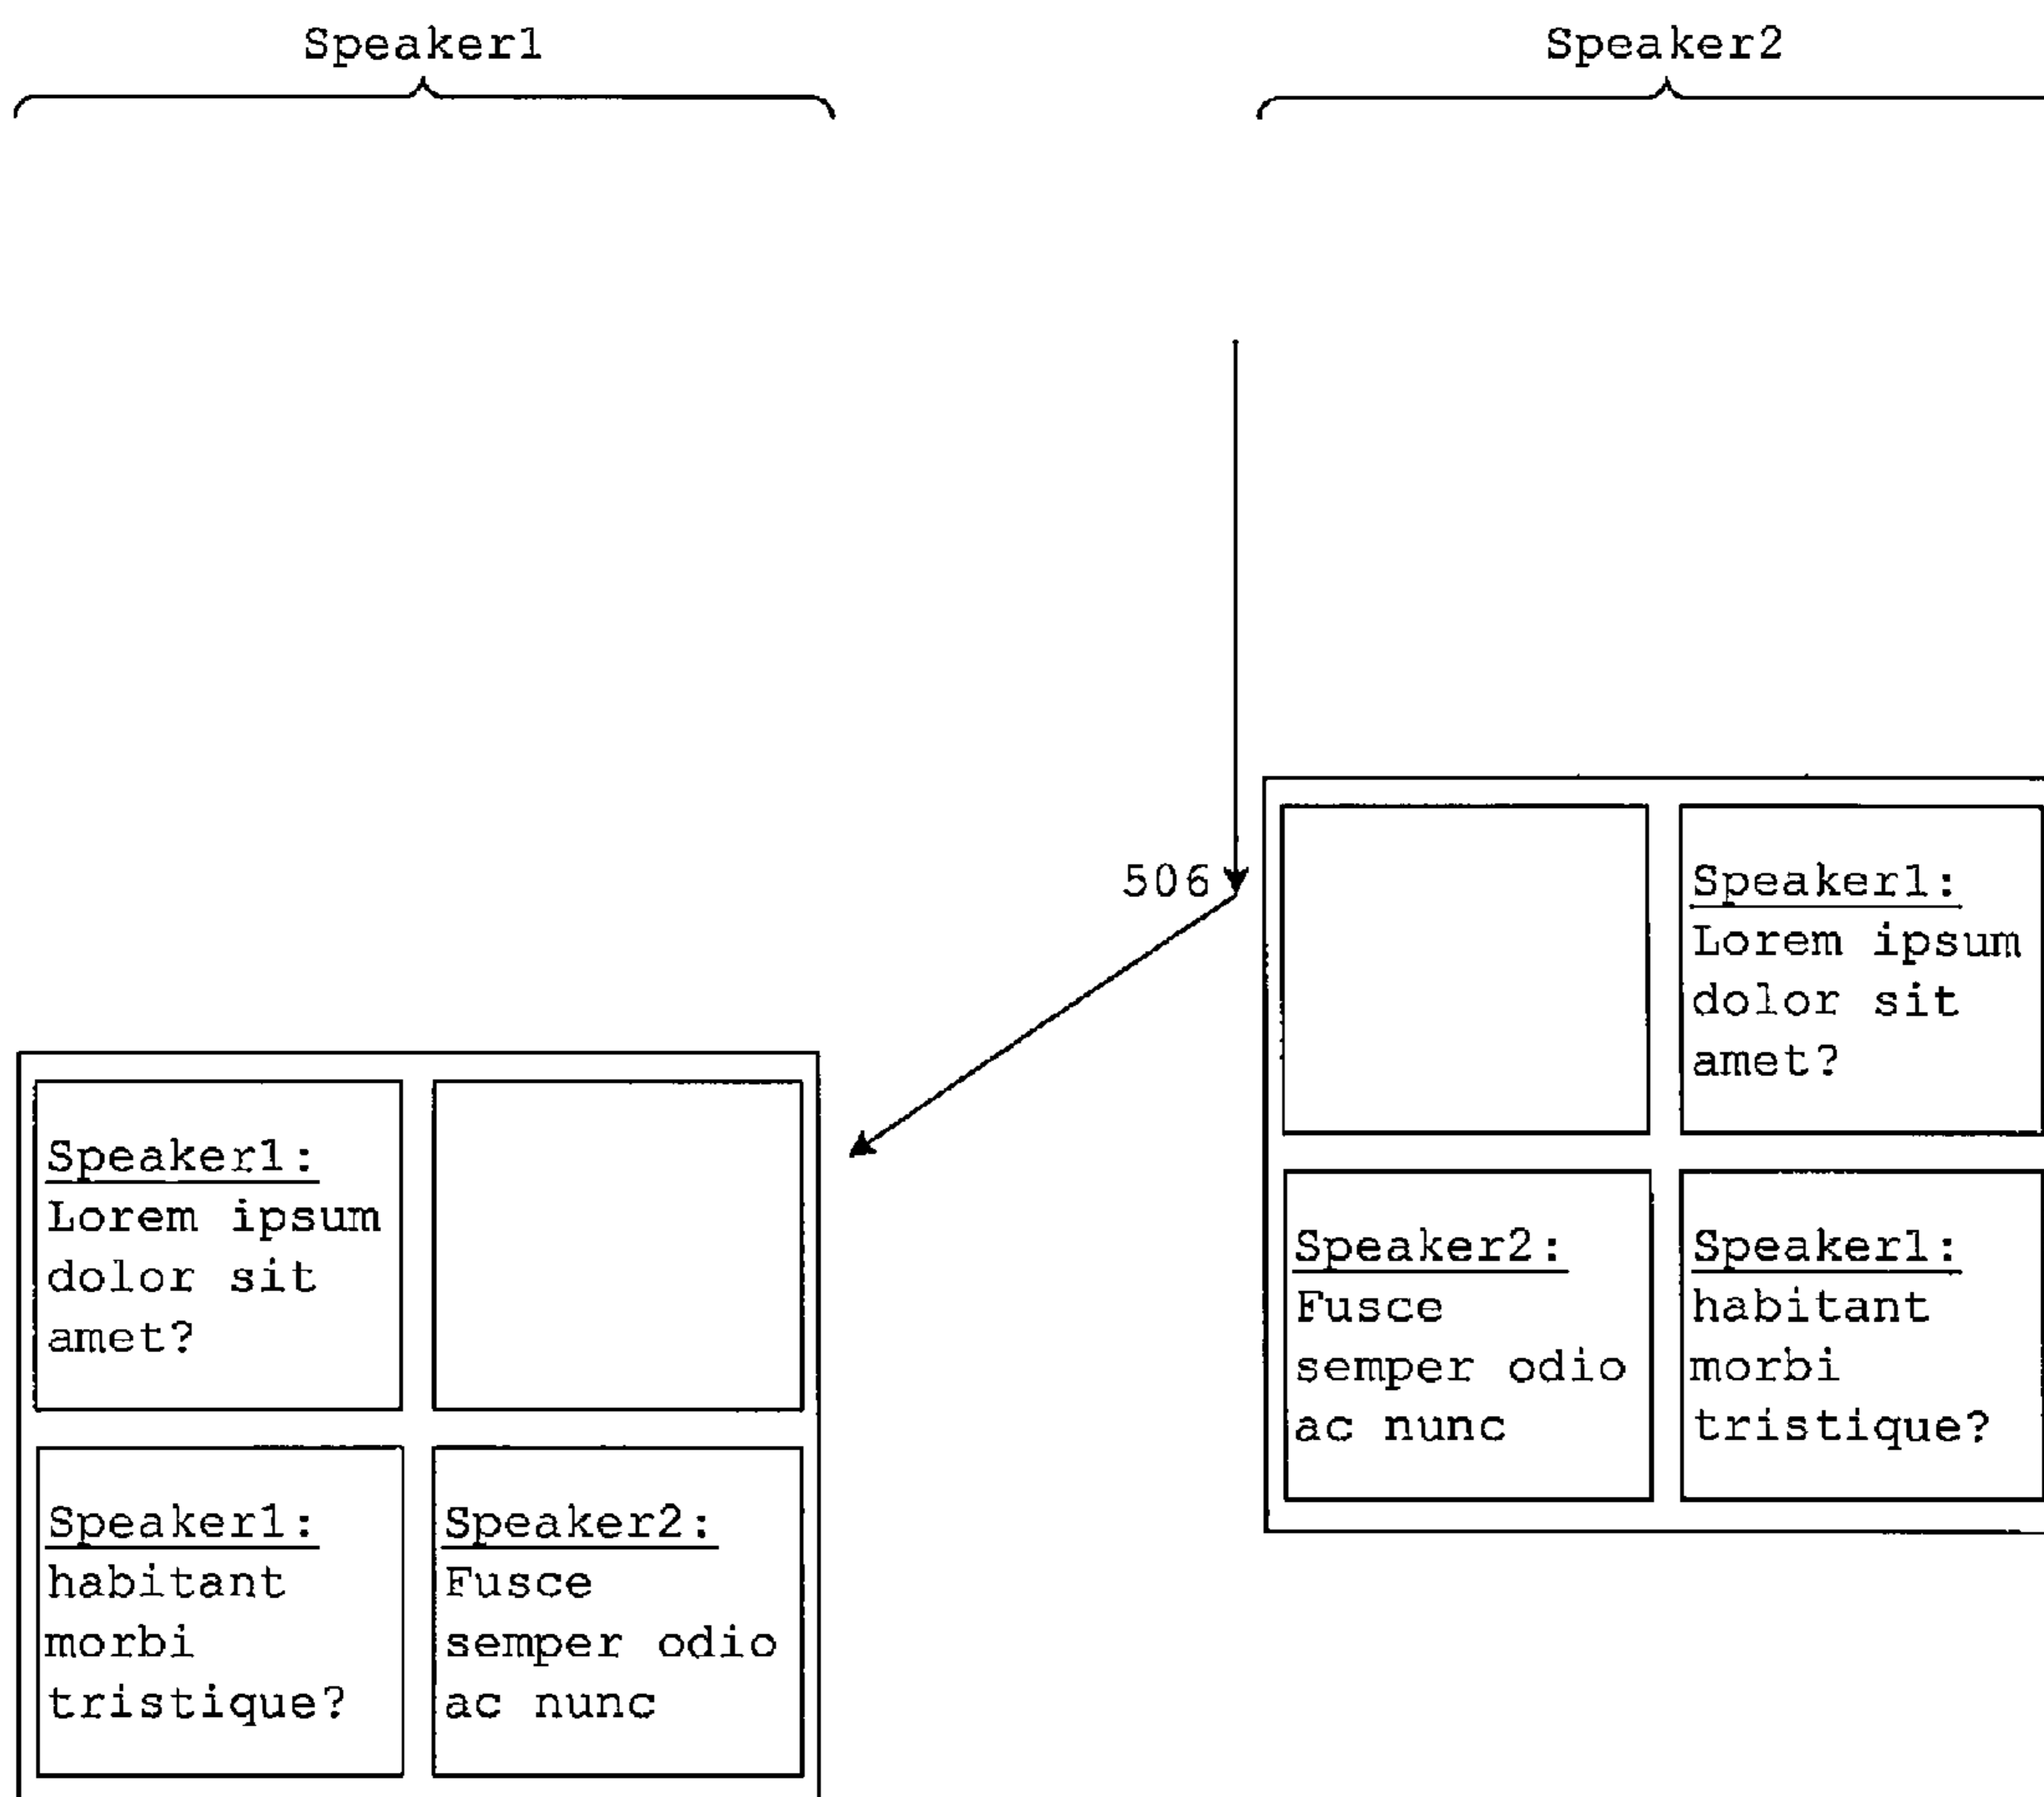 Speaker1
Speaker2
506
Speaker1:
Lorem ipsum
dolor sit
amet?
Speaker2:
Fusce
semper odio
ac nunc
Speaker1:
habitant
morbi
tristique?
Speaker1:
Lorem ipsum
dolor sit
amet?
Speaker1:
habitant
morbi
tristique?
Speaker2:
Fusce
semper odio
ac nunc